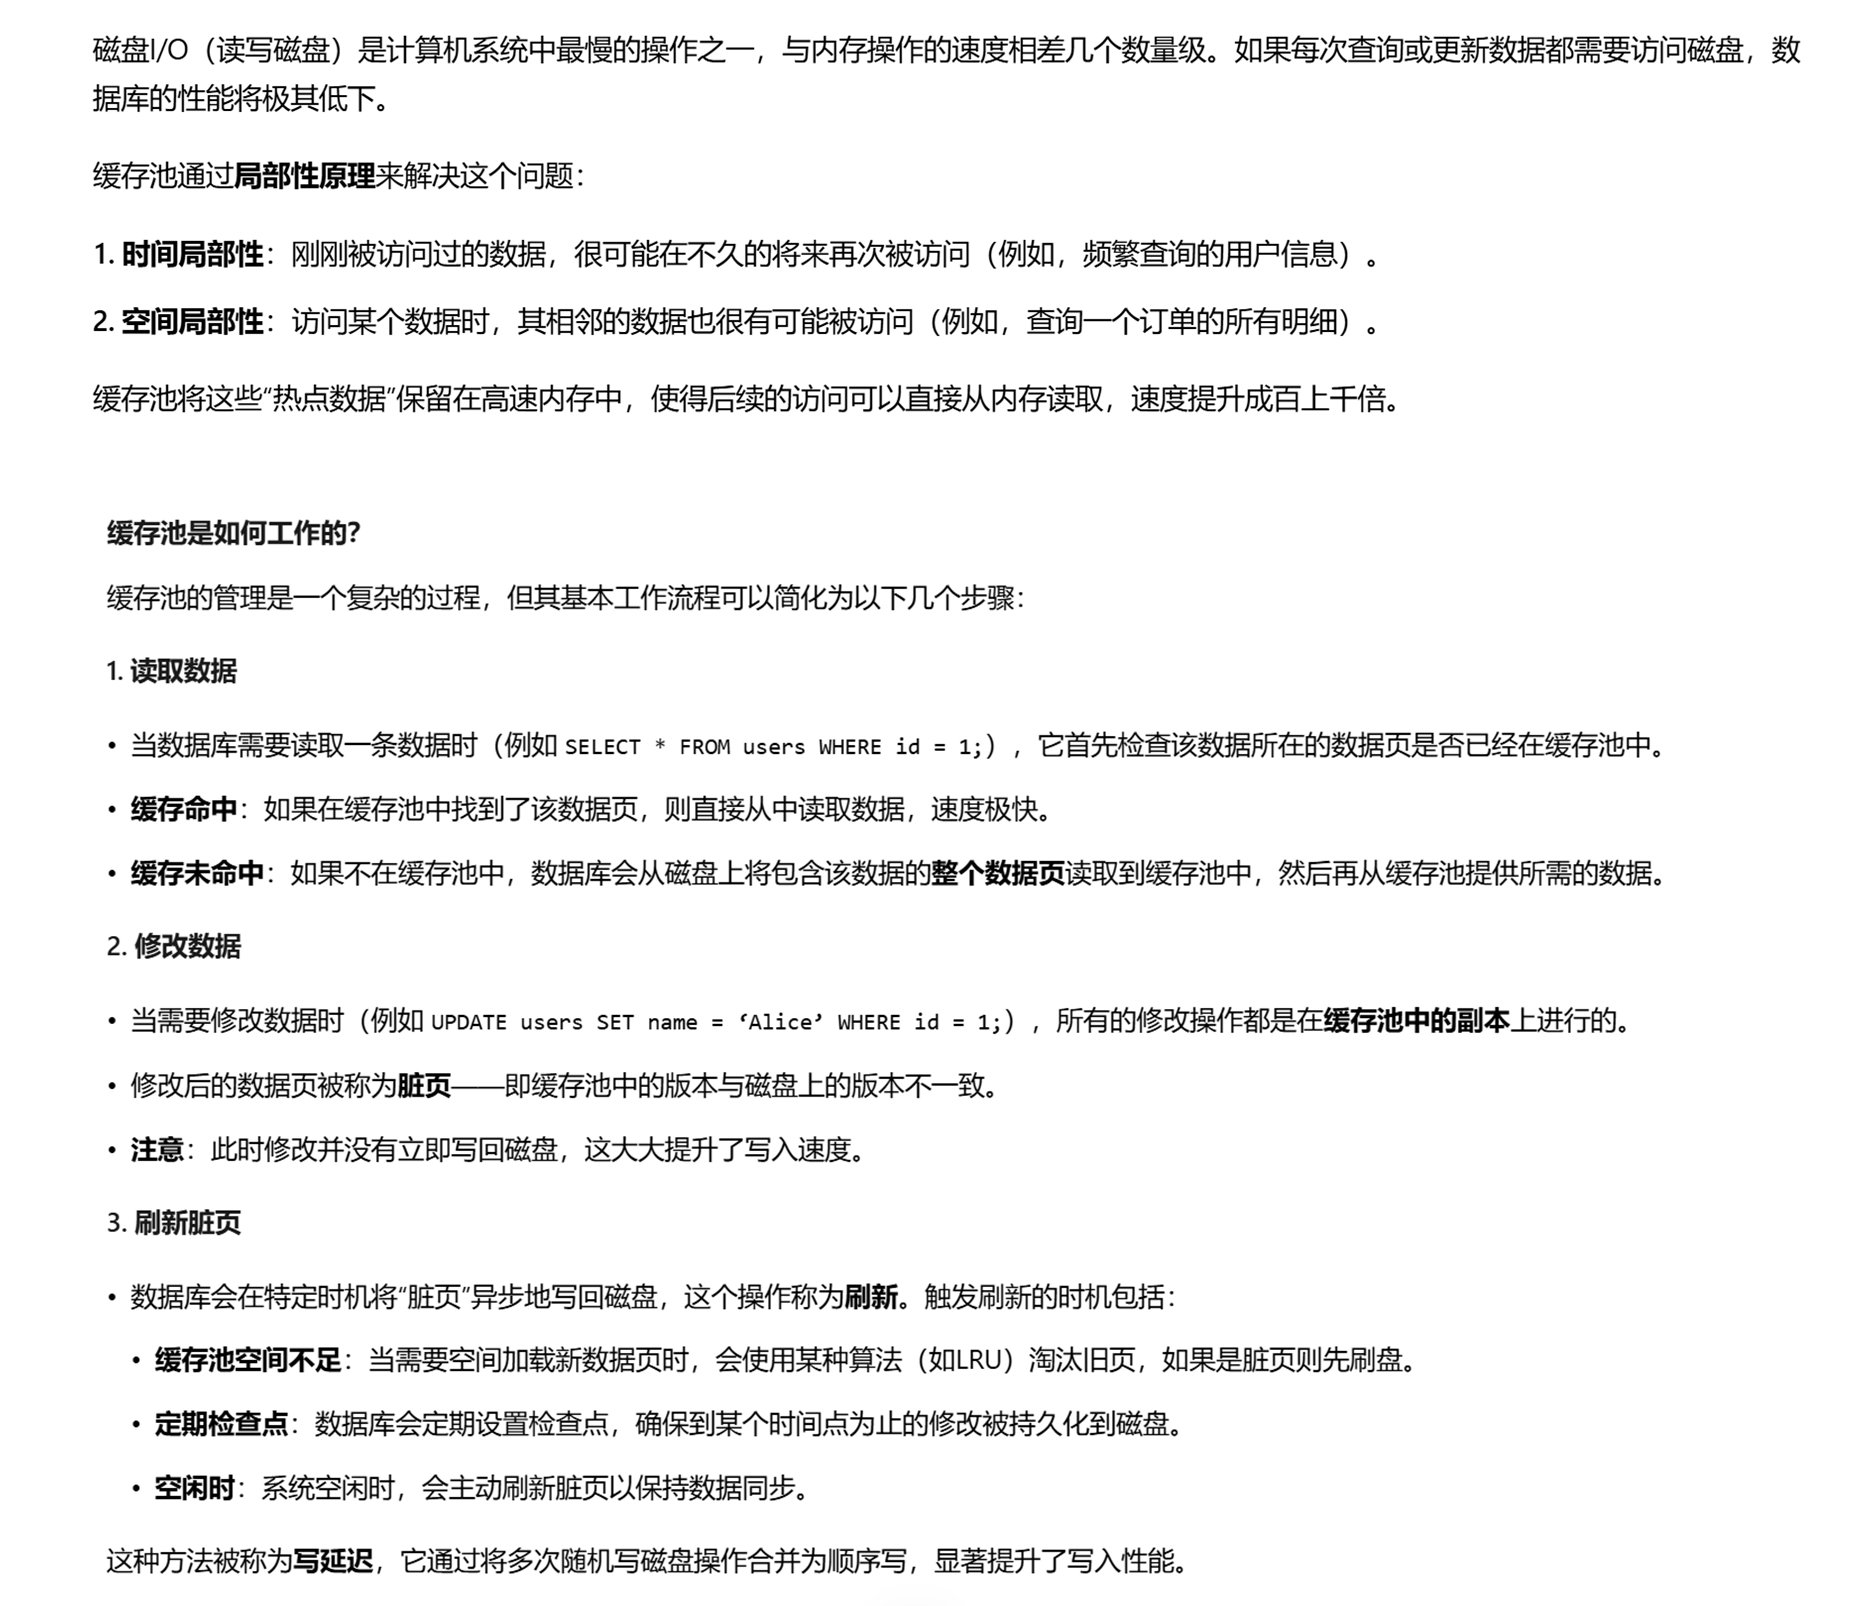 磁盘I/O（读写磁盘）是计算机系统中最慢的操作之一，与内存操作的速度相差几个数量级。如果每次查询或更新数据都需要访问磁盘，数
据库的性能将极其低下。
缓存池通过局部性原理来解决这个问题：
1. 时间局部性：刚刚被访问过的数据，很可能在不久的将来再次被访问（例如，频繁查询的用户信息）。
2. 空间局部性：访问某个数据时，其相邻的数据也很有可能被访问（例如，查询一个订单的所有明细）。
缓存池将这些“热点数据”保留在高速内存中，使得后续的访问可以直接从内存读取，速度提升成百上千倍。
缓存池是如何工作的？
缓存池的管理是一个复杂的过程，但其基本工作流程可以简化为以下几个步骤：
1. 读取数据
• 当数据库需要读取一条数据时（例如 SELECT * FROM users WHERE id = 1;），它首先检查该数据所在的数据页是否已经在缓存池中。
• 缓存命中：如果在缓存池中找到了该数据页，则直接从中读取数据，速度极快。
• 缓存未命中：如果不在缓存池中，数据库会从磁盘上将包含该数据的整个数据页读取到缓存池中，然后再从缓存池提供所需的数据。
2. 修改数据
• 当需要修改数据时（例如 UPDATE users SET name = ‘Alice’ WHERE id = 1;），所有的修改操作都是在缓存池中的副本上进行的。
• 修改后的数据页被称为脏页——即缓存池中的版本与磁盘上的版本不一致。
• 注意：此时修改并没有立即写回磁盘，这大大提升了写入速度。
3. 刷新脏页
• 数据库会在特定时机将“脏页”异步地写回磁盘，这个操作称为刷新。触发刷新的时机包括：
• 缓存池空间不足：当需要空间加载新数据页时，会使用某种算法（如LRU）淘汰旧页，如果是脏页则先刷盘。
• 定期检查点：数据库会定期设置检查点，确保到某个时间点为止的修改被持久化到磁盘。
• 空闲时：系统空闲时，会主动刷新脏页以保持数据同步。
这种方法被称为写延迟，它通过将多次随机写磁盘操作合并为顺序写，显著提升了写入性能。